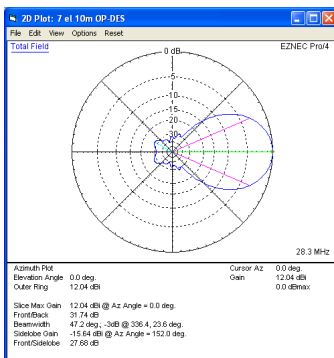 2D Plot: 7 el 10m OP-DES
File Edit View Options Reset
Total Field
EZNEC Pro/4
0 dB
-5
-10
-15
-20
-30
28.3 MHz
Azimuth Plot
Elevation Angle 0.0 deg.
Outer Ring 12.04 dBi
Cursor Az 0.0 deg.
Gain 12.04 dBi
0.0 dBmax
Slice Max Gain 12.04 dBi @ Az Angle = 0.0 deg.
Front/Back 31.74 dB
Beamwidth 47.2 deg.; -3dB @ 336.4, 23.6 deg.
Sidelobe Gain -15.64 dBi @ Az Angle = 152.0 deg.
Front/Sidelobe 27.68 dB